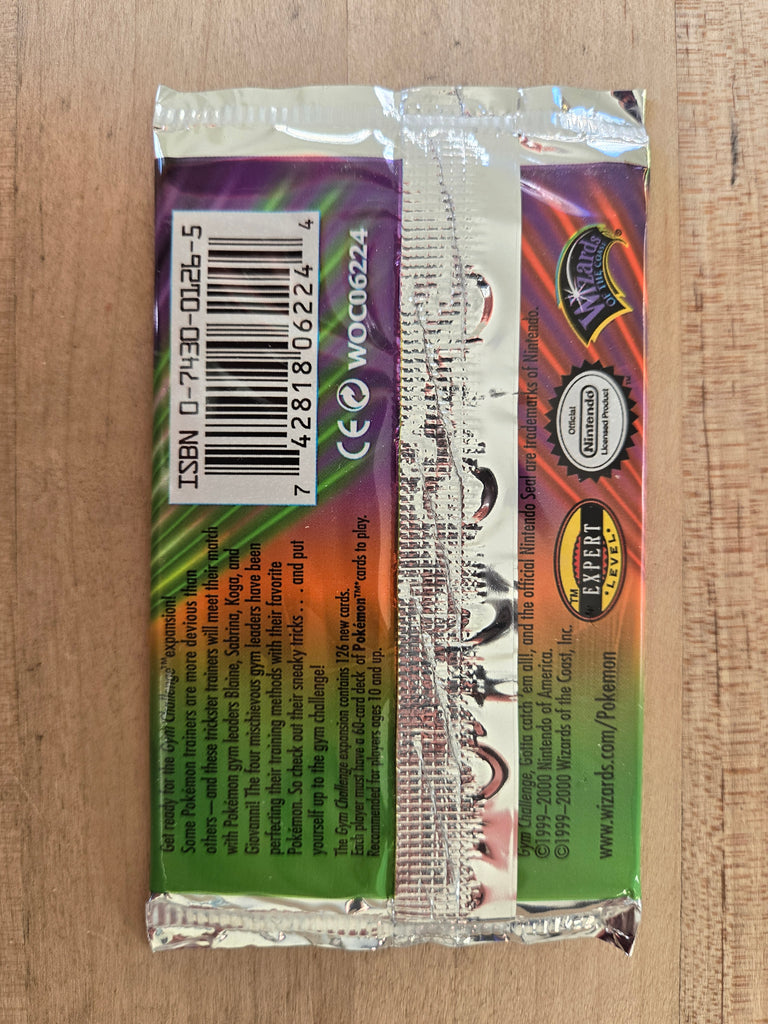 Get ready for the Gym Challenge™ expansion!
Some Pokémon trainers are more devious than
others—and these trickster trainers will meet their match
with Pokémon gym leaders Blaine, Sabrina, Koga, and
Giovanni! The four mischievous gym leaders have been
perfecting their training methods with their favorite
Pokémon. So check out their sneaky tricks . . . and put
yourself up to the gym challenge!
The Gym Challenge expansion contains 126 new cards.
Each player must have a 60-card deck of Pokémon™ cards to play.
Recommended for players ages 10 and up.
ISBN 0-7430-0126-5
7 42818 06224 4
CE WOC06224
Gym Challenge, Gotta catch 'em all!, and the official Nintendo Seal are trademarks of Nintendo.
©1999–2000 Nintendo of America.
©1999–2000 Wizards of the Coast, Inc.
www.wizards.com/Pokemon
TM
EXPERT
LEVEL
Official
Nintendo
Licensed Product
TM
Wizards
OF THE COAST
®